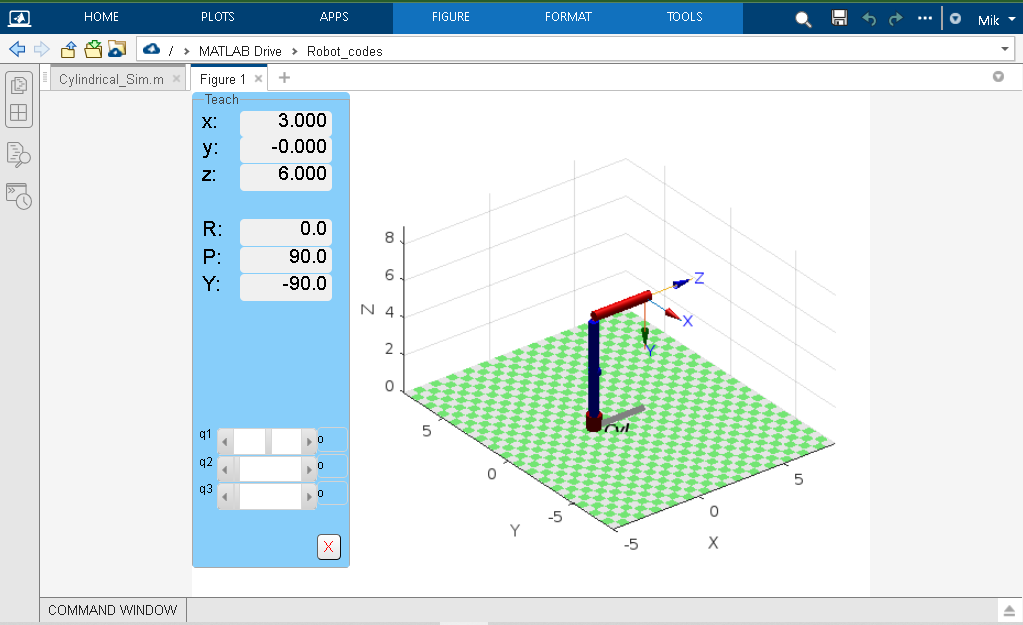 HOME PLOTS APPS FIGURE FORMAT TOOLS Mik
/ MATLAB Drive Robot_codes
Cylindrical_Sim.m × Figure 1 × +
Teach
x: 3.000
y: -0.000
z: 6.000
R: 0.0
P: 90.0
Y: -90.0
q1 0
q2 0
q3 0
X
8
6
4
2
0
Z
5
0
-5
Y
-5
0
5
X
Z
X
Y
COMMAND WINDOW